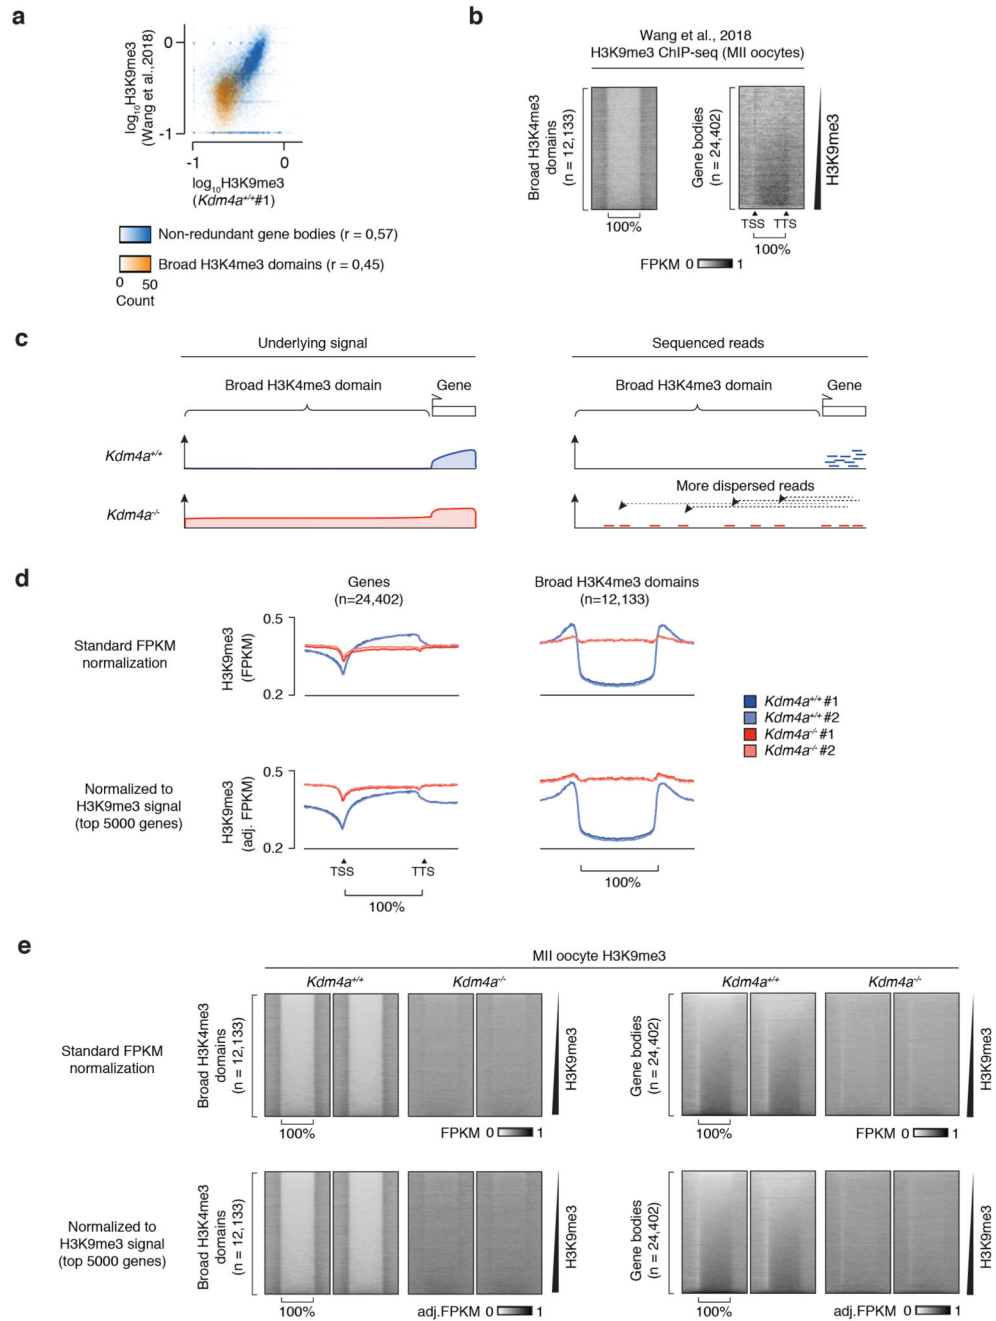 a
log10H3K9me3
(Wang et al.,2018)
0
-1
-1
0
log10H3K9me3
(Kdm4a+/+#1)
Non-redundant gene bodies (r = 0,57)
Broad H3K4me3 domains (r = 0,45)
0 50
Count
b
Wang et al., 2018
H3K9me3 ChIP-seq (MII oocytes)
Broad H3K4me3
domains
(n = 12,133)
100%
Gene bodies
(n = 24,402)
H3K9me3
TSS TTS
100%
FPKM 0 1
c
Underlying signal
Sequenced reads
Broad H3K4me3 domain
Gene
Broad H3K4me3 domain
Gene
Kdm4a+/+
More dispersed reads
Kdm4a-/-
d
Genes
(n=24,402)
Broad H3K4me3 domains
(n=12,133)
Standard FPKM
normalization
H3K9me3
(FPKM)
0.5
0.2
Kdm4a+/+ #1
Kdm4a+/+ #2
Kdm4a-/- #1
Kdm4a-/- #2
Normalized to
H3K9me3 signal
(top 5000 genes)
H3K9me3
(adj. FPKM)
0.5
0.2
TSS TTS
100%
100%
e
MII oocyte H3K9me3
Kdm4a+/+
Kdm4a-/-
Kdm4a+/+
Kdm4a-/-
Standard FPKM
normalization
Broad H3K4me3
domains
(n = 12,133)
H3K9me3
100%
FPKM 0 1
Gene bodies
(n = 24,402)
H3K9me3
100%
FPKM 0 1
Normalized to
H3K9me3 signal
(top 5000 genes)
Broad H3K4me3
domains
(n = 12,133)
H3K9me3
100%
adj.FPKM 0 1
Gene bodies
(n = 24,402)
H3K9me3
100%
adj.FPKM 0 1